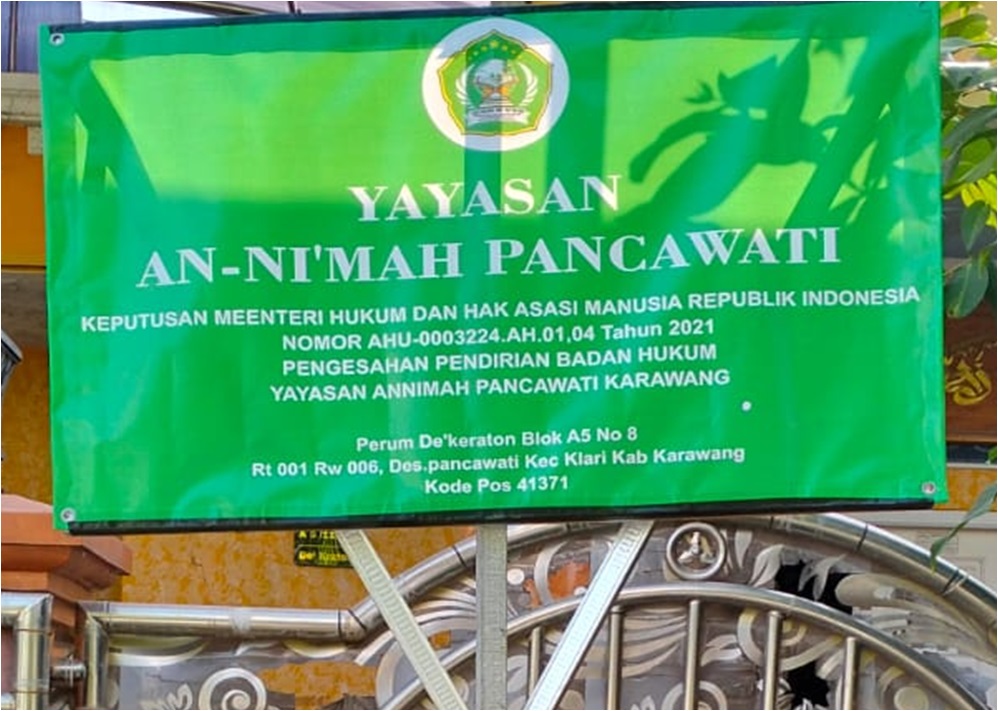 YAYASAN
AN-NI'MAH PANCAWATI
KEPUTUSAN MEENTERI HUKUM DAN HAK ASASI MANUSIA REPUBLIK INDONESIA
NOMOR AHU-0003224.AH.01,04 Tahun 2021
PENGESAHAN PENDIRIAN BADAN HUKUM
YAYASAN ANNIMAH PANCAWATI KARAWANG
Perum De'keraton Blok A5 No 8
Rt 001 Rw 006, Des.pancawati Kec Klari Kab Karawang
Kode Pos 41371